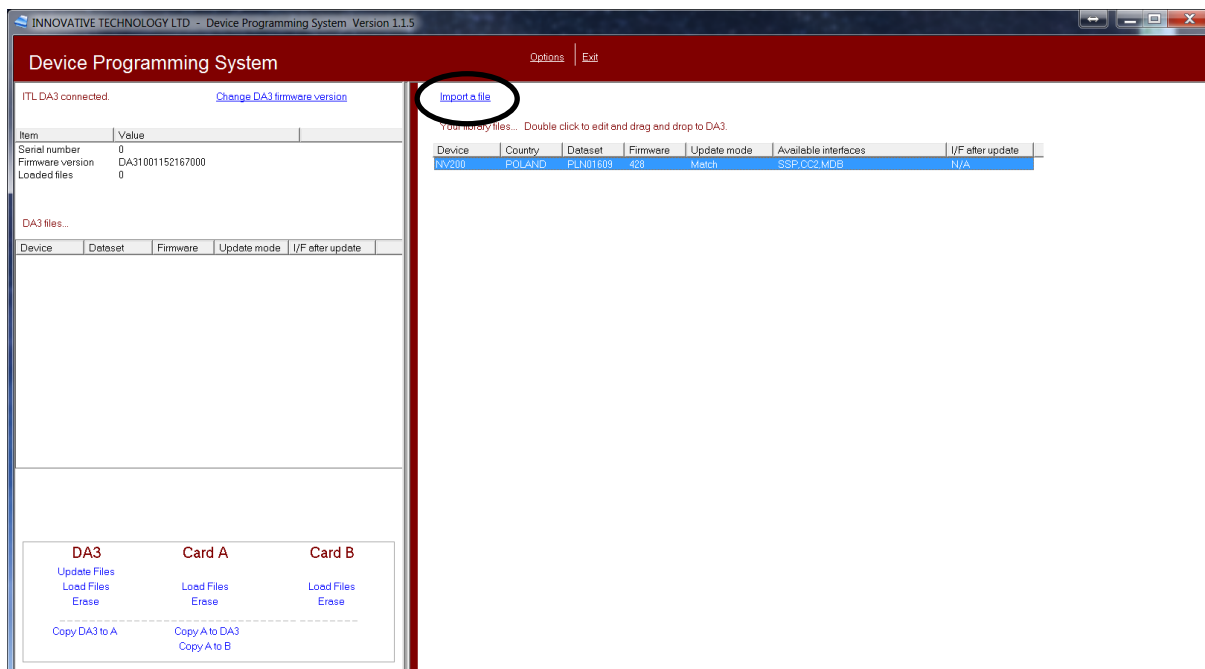 INNOVATIVE TECHNOLOGY LTD - Device Programming System Version 1.1.5
Device Programming System
Options Exit
ITL DA3 connected. Change DA3 firmware version
Item Value
Serial number 0
Firmware version DA31001152167000
Loaded files 0
DA3 files...
Device Dataset Firmware Update mode I/F after update
DA3 Card A Card B
Update Files
Load Files Load Files Load Files
Erase Erase Erase
Copy DA3 to A Copy A to DA3
Copy A to B
Import a file
Your library files... Double click to edit and drag and drop to DA3.
Device Country Dataset Firmware Update mode Available interfaces I/F after update
NV200 POLAND PLN01609 428 Match SSP,CC2,MDB N/A